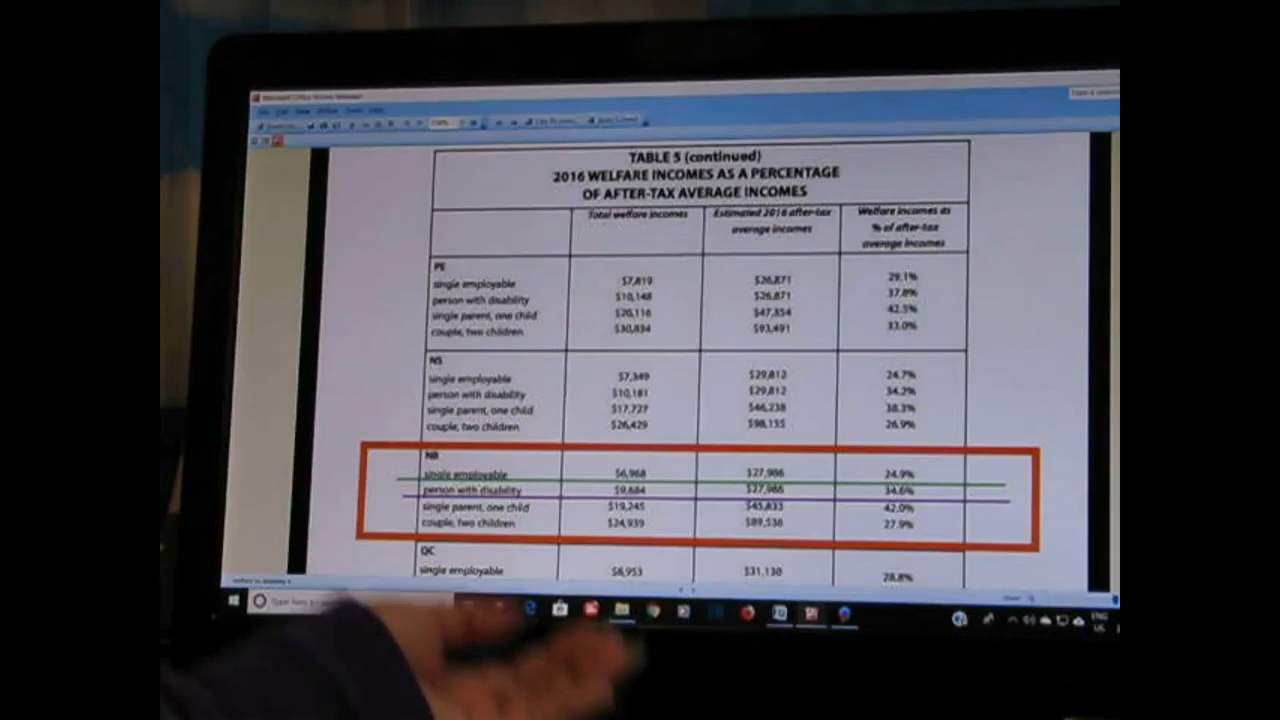 TABLE 5 (continued)
2016 WELFARE INCOMES AS A PERCENTAGE
OF AFTER-TAX AVERAGE INCOMES
Total welfare incomes Estimated 2016 after-tax average incomes Welfare incomes as % of after-tax average incomes
PE
single employable $7,819 $26,871 29.1%
person with disability $10,148 $26,871 37.8%
single parent, one child $20,116 $47,354 42.5%
couple, two children $30,834 $93,491 33.0%
NS
single employable $7,349 $29,812 24.7%
person with disability $10,181 $29,812 34.2%
single parent, one child $17,727 $46,238 38.3%
couple, two children $26,429 $98,155 26.9%
NB
single employable $6,968 $27,986 24.9%
person with disability $9,684 $27,986 34.6%
single parent, one child $19,245 $45,833 42.0%
couple, two children $24,939 $89,536 27.9%
QC
single employable $8,953 $31,130 28.8%
Type here to
ENG
US